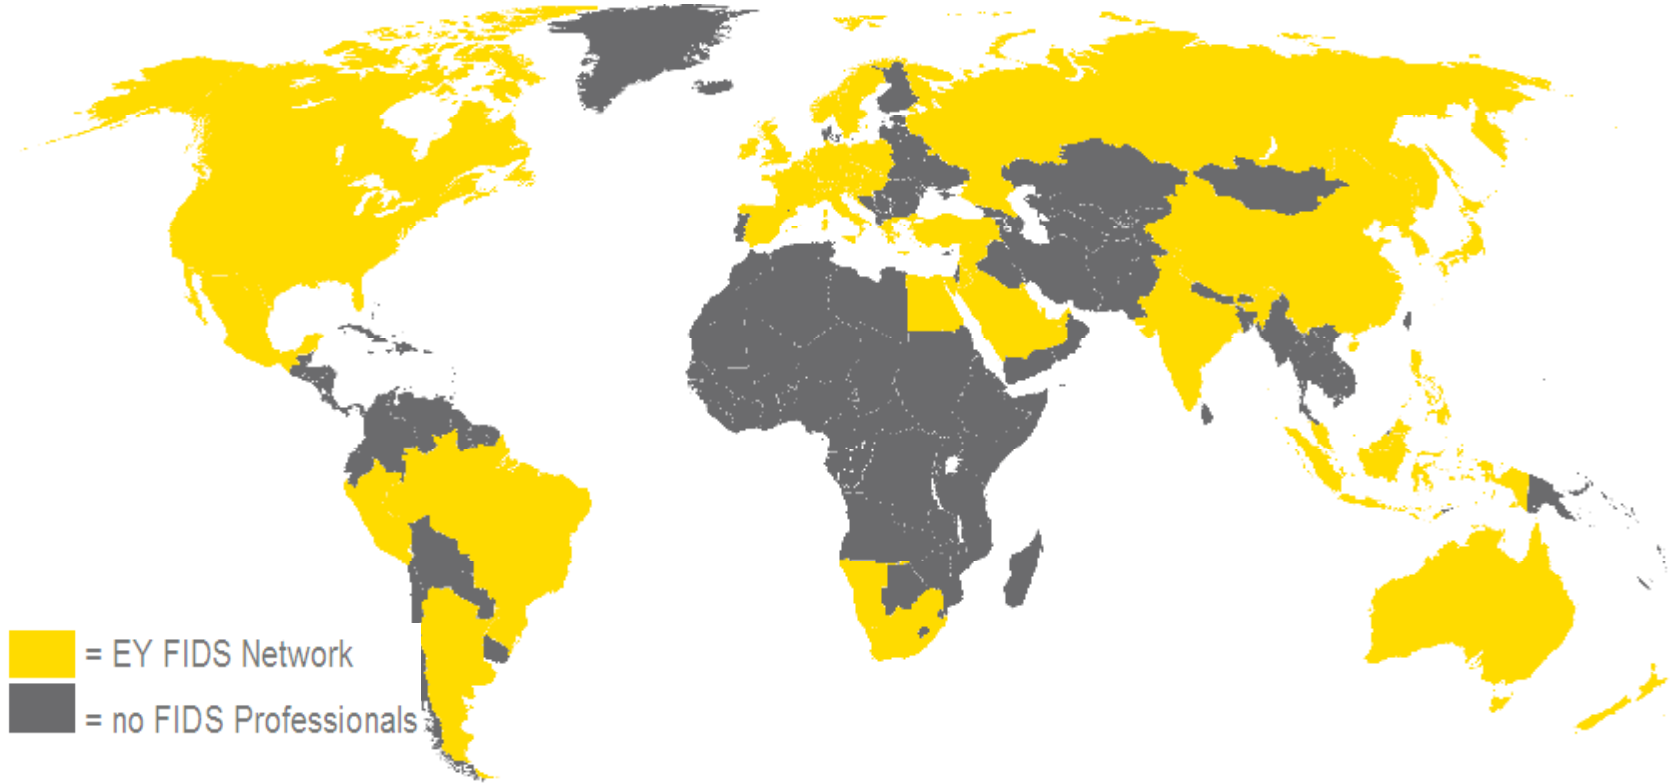 = EY FIDS Network
= no FIDS Professionals